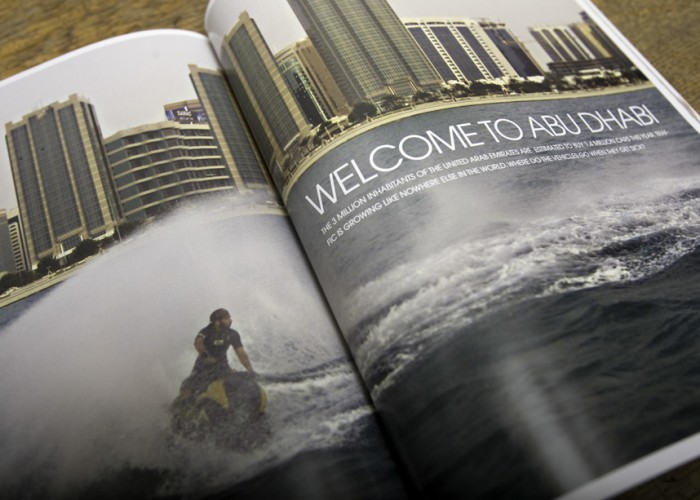 WELCOME TO ABU DHABI
THE 3 MILLION INHABITANTS OF THE UNITED ARAB EMIRATES ARE ESTIMATED TO BUY 1.4 MILLION CARS THIS YEAR. TRAF-
FIC IS GROWING LIKE NOWHERE ELSE IN THE WORLD. WHERE DO THE VEHICLES GO WHEN THEY GET SICK?